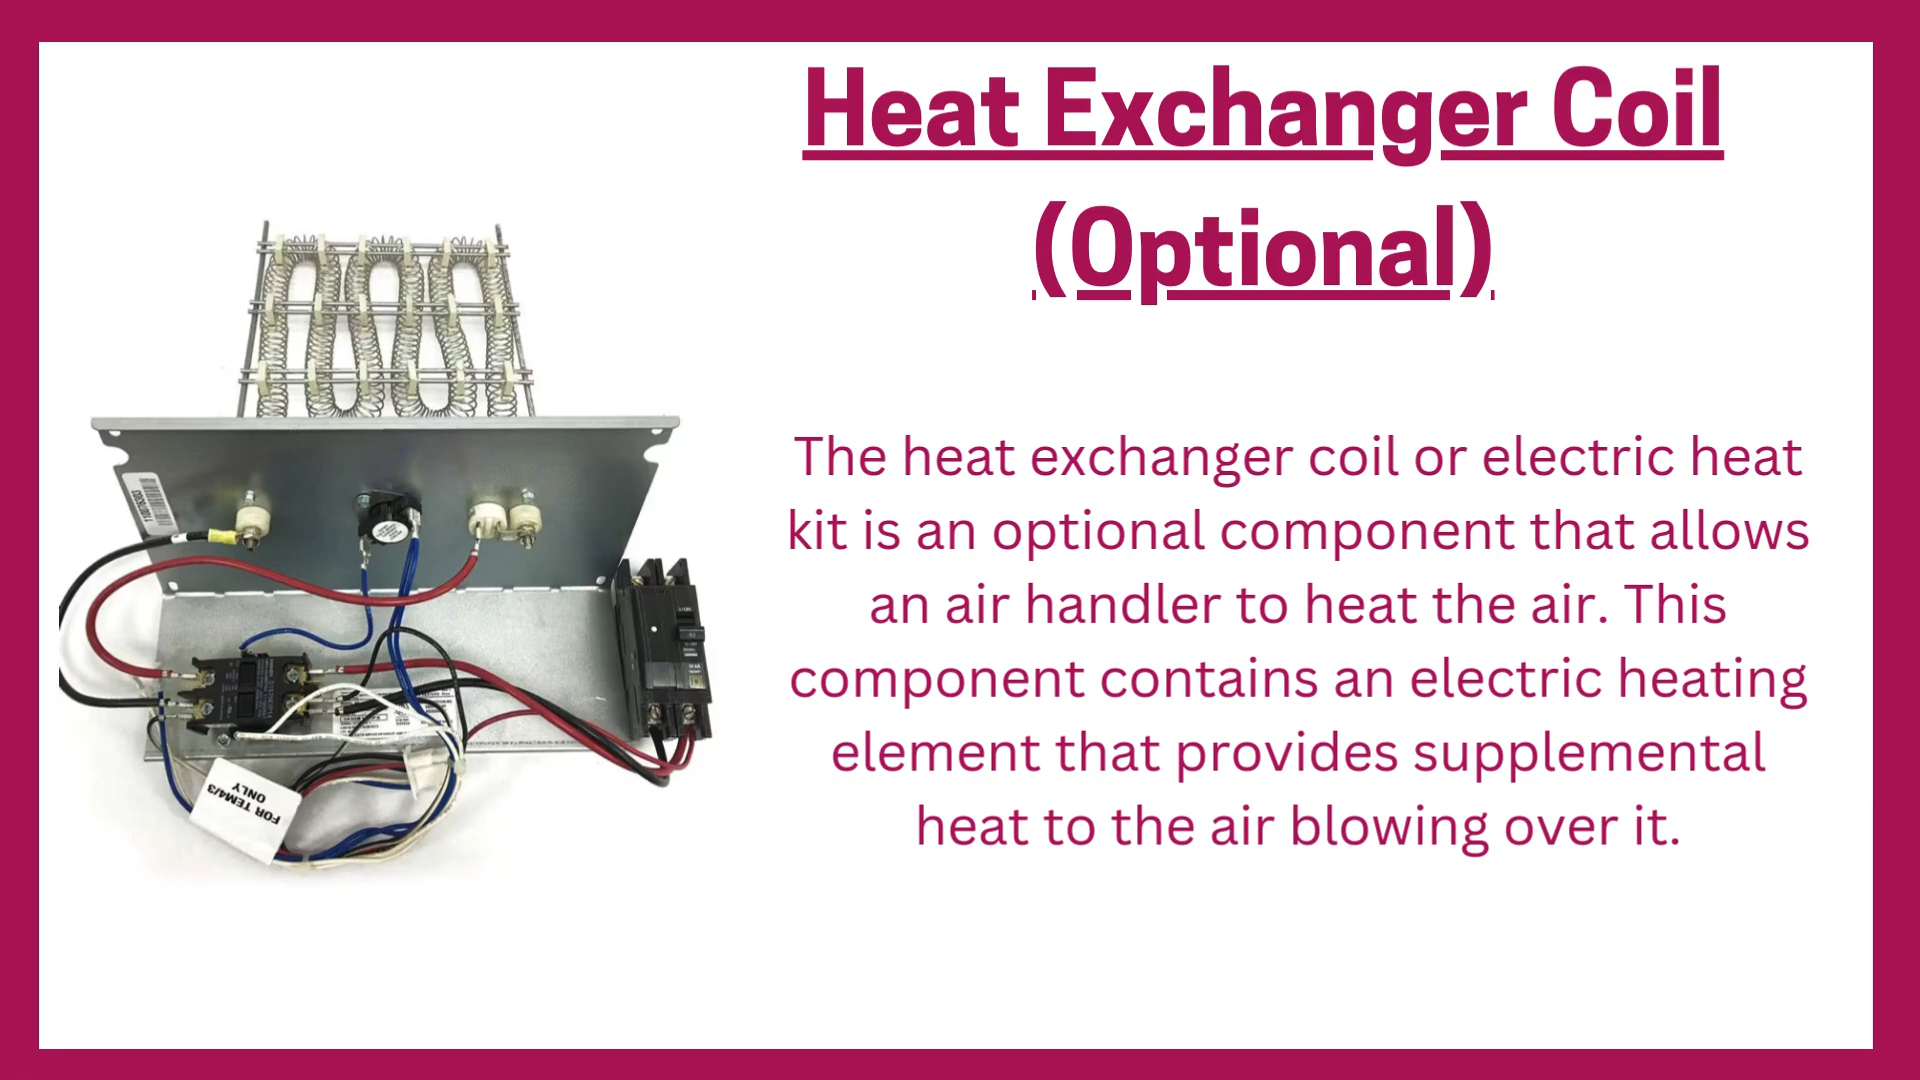 Heat Exchanger Coil
(Optional)
The heat exchanger coil or electric heat
kit is an optional component that allows
an air handler to heat the air. This
component contains an electric heating
element that provides supplemental
heat to the air blowing over it.
FOR TEM4/3
ONLY